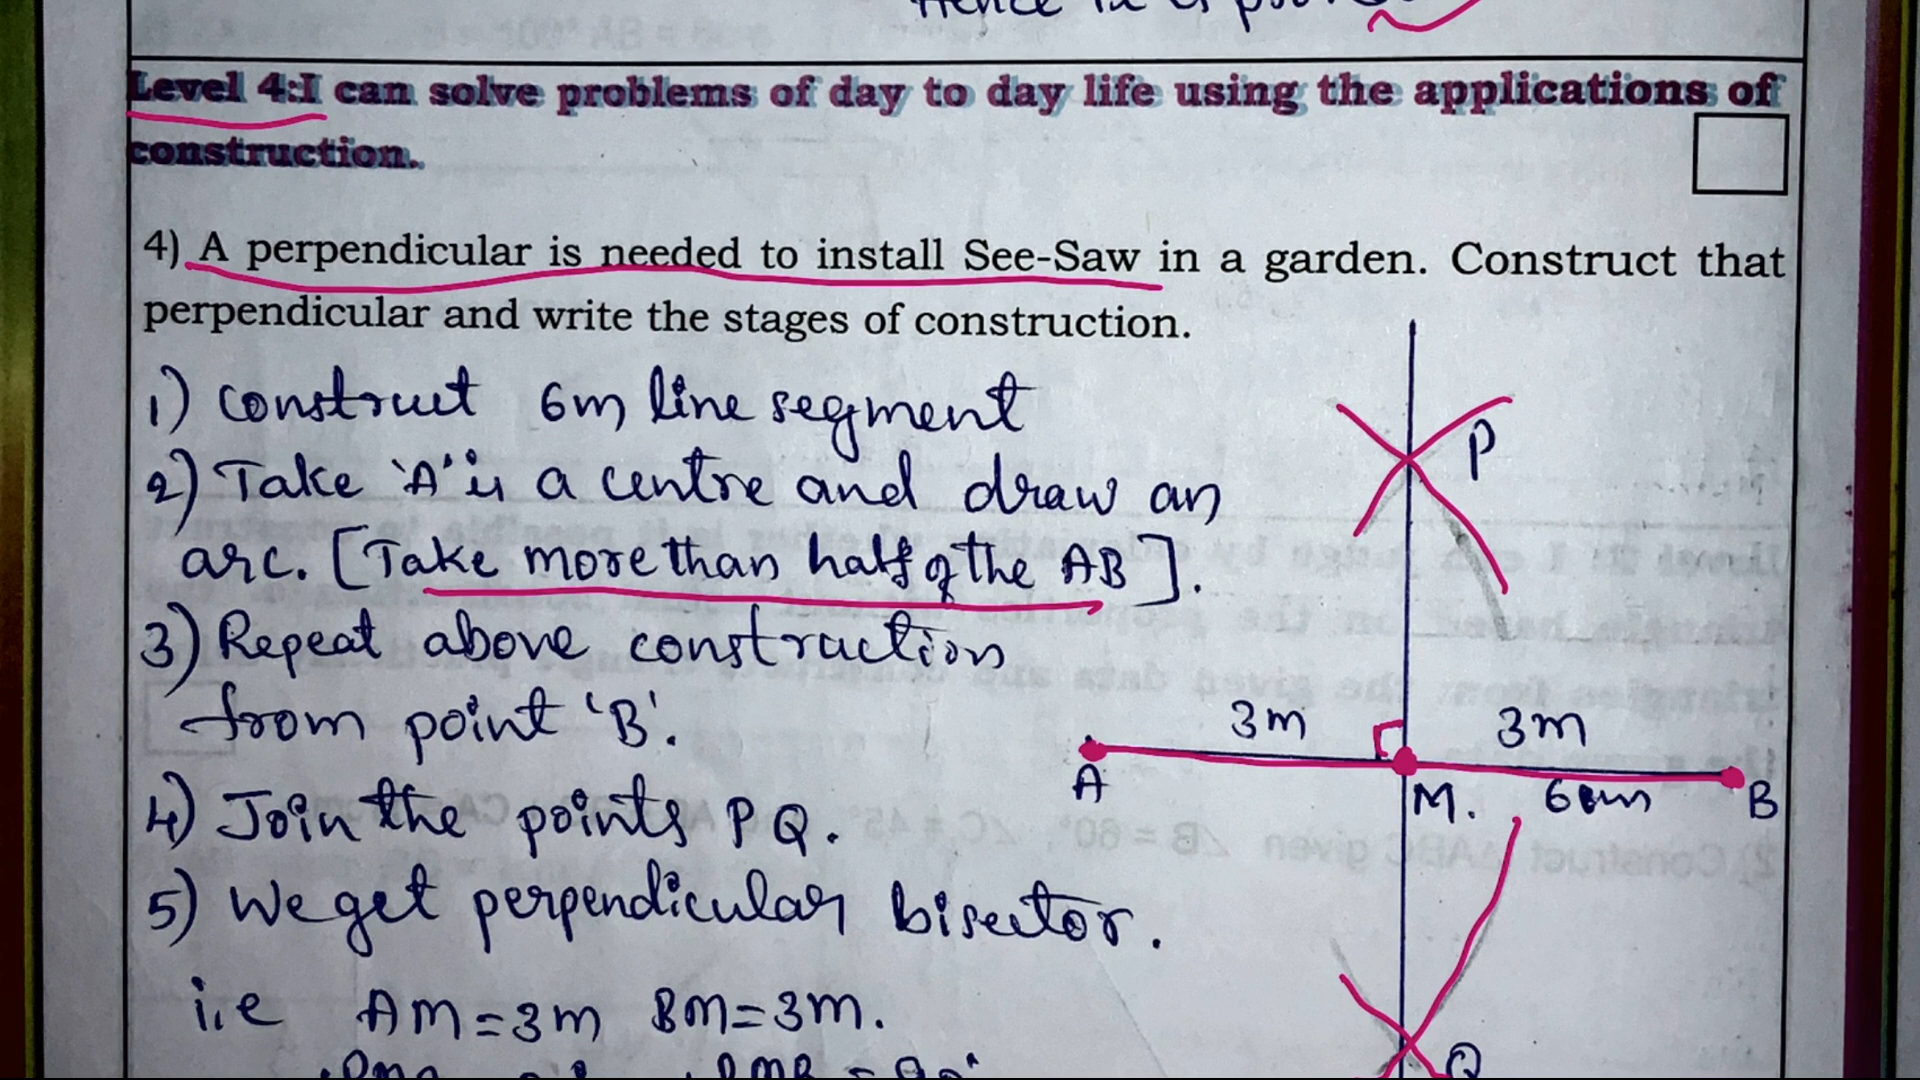 Level 4:I can solve problems of day to day life using the applications of
construction.
4) A perpendicular is needed to install See-Saw in a garden. Construct that
perpendicular and write the stages of construction.
1) construct 6m line segment
2) Take 'A' is a centre and draw an
arc. [Take more than half of the AB].
3) Repeat above construction
from point 'B'.
4) Join the points P Q.
5) We get perpendicular bisector.
i.e AM=3m BM=3m.
P
3m
3m
A
M.
B
Q